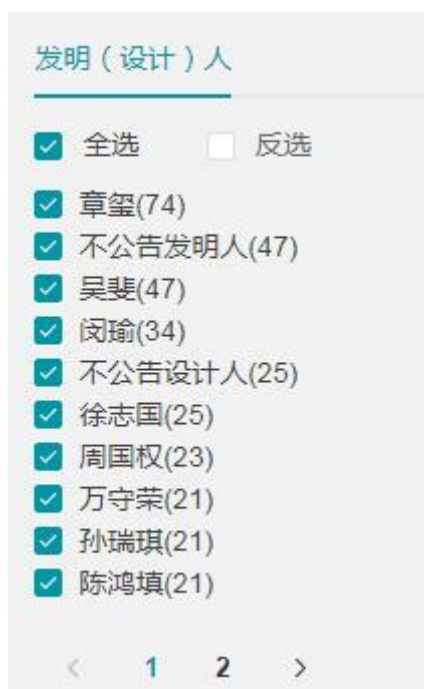 发明（设计）人
全选 反选
章玺(74)
不公告发明人(47)
吴斐(47)
闵瑜(34)
不公告设计人(25)
徐志国(25)
周国权(23)
万守荣(21)
孙瑞琪(21)
陈鸿填(21)
< 1 2 >